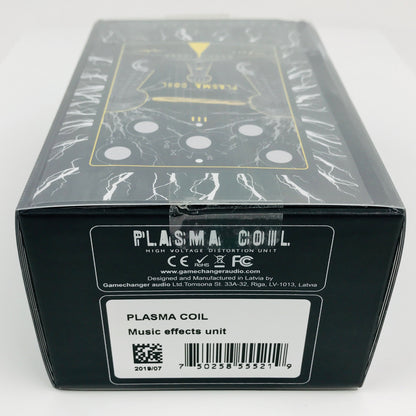 PLASMA COIL
PLASMA COIL
HIGH VOLTAGE DISTORTION UNIT
CE FC
www.gamechangeraudio.com
Designed and Manufactured in Latvia by
Gamechanger audio Ltd.Tomsona St. 33A-32, Riga, LV-1013, Latvia
PLASMA COIL
Music effects unit
2019/07
7 50258 55521 9